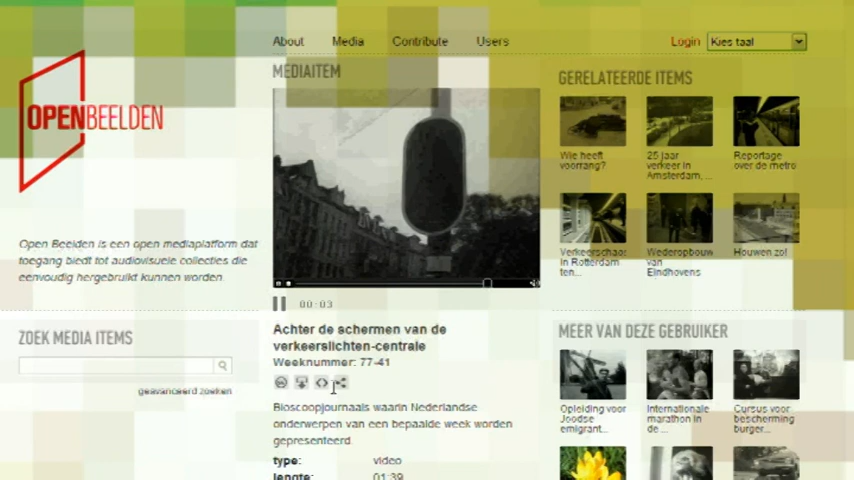 About Media Contribute Users Login Kies taal
MEDIAITEM
GERELATEERDE ITEMS
OPENBEELDEN
Wie heeft
voorrang?
25 jaar
verkeer in
Amsterdam, ...
Reportage
over de metro
Open Beelden is een open mediaplatform dat
toegang biedt tot audiovisuele collecties die
eenvoudig hergebruikt kunnen worden.
Verkeerschaos
in Rotterdam
ten...
Wederopbouw
van
Eindhovens
Houwen zo!
00:03
ZOEK MEDIA ITEMS
geavanceerd zoeken
Achter de schermen van de
verkeerslichten-centrale
Weeknummer: 77-41
Bioscoopjournaals waarin Nederlandse
onderwerpen van een bepaalde week worden
gepresenteerd.
type: video
lengte: 01:39
MEER VAN DEZE GEBRUIKER
Opleiding voor
Joodse
emigrant...
Internationale
marathon in
de ...
Cursus voor
bescherming
burger...